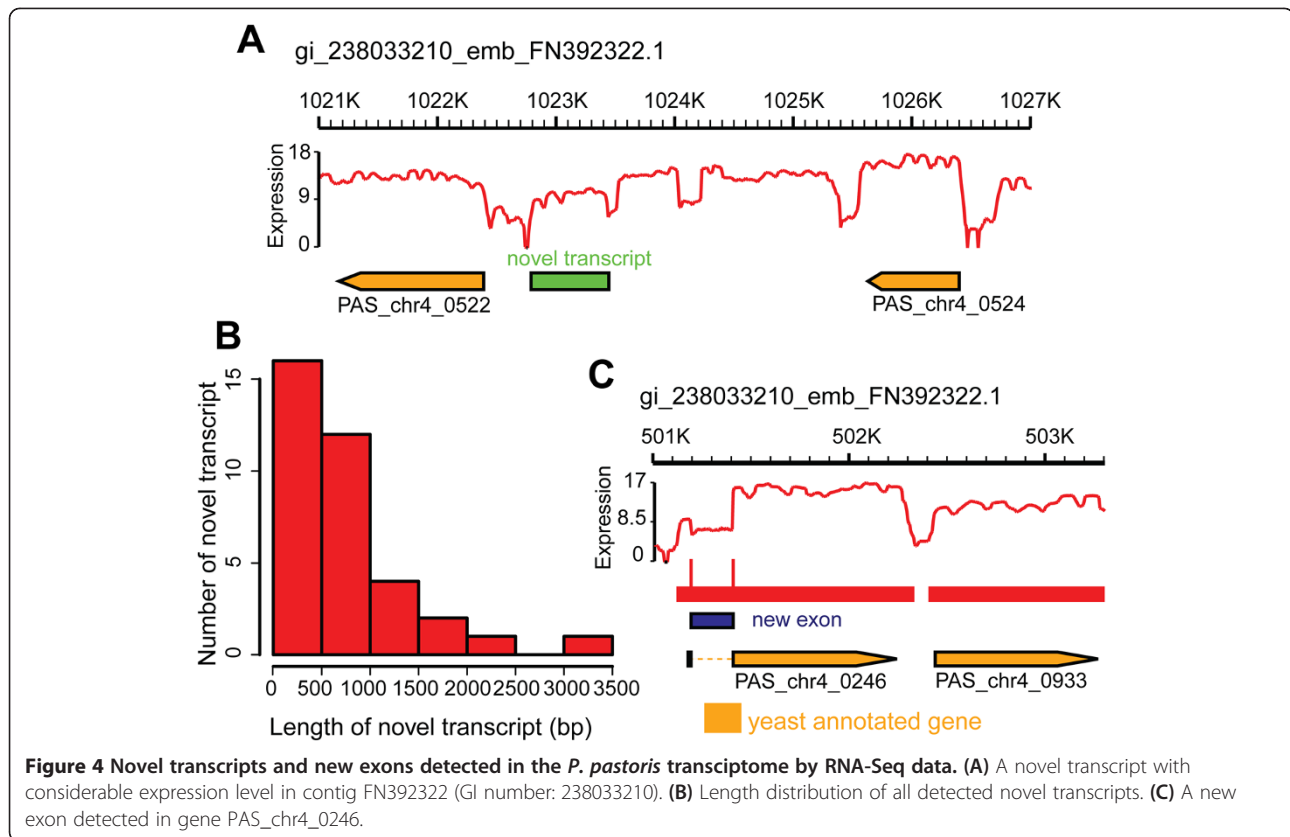 A
gi_238033210_emb_FN392322.1
1021K 1022K 1023K 1024K 1025K 1026K 1027K
Expression
18
9
0
novel transcript
PAS_chr4_0522
PAS_chr4_0524
B
Number of novel transcript
15
10
5
0
0 500 1000 1500 2000 2500 3000 3500
Length of novel transcript (bp)
C
gi_238033210_emb_FN392322.1
501K 502K 503K
Expression
17
8.5
0
new exon
PAS_chr4_0246
PAS_chr4_0933
yeast annotated gene
Figure 4 Novel transcripts and new exons detected in the P. pastoris transciptome by RNA-Seq data. (A) A novel transcript with
considerable expression level in contig FN392322 (GI number: 238033210). (B) Length distribution of all detected novel transcripts. (C) A new
exon detected in gene PAS_chr4_0246.